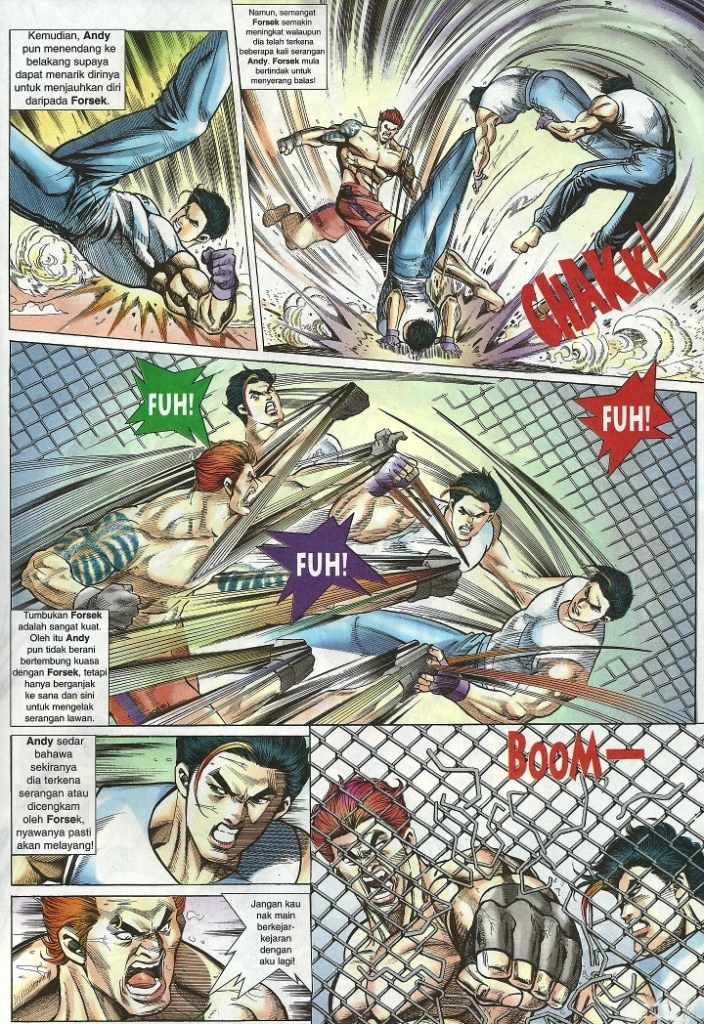 Kemudian, Andy
pun menendang ke
belakang supaya
dapat menarik dirinya
untuk menjauhkan diri
daripada Forsek.
Namun, semangat
Forsek semakin
meningkat walaupun
dia telah terkena
beberapa kali serangan
Andy. Forsek mula
bertindak untuk
menyerang balas!
CHAKK!
FUH!
FUH!
FUH!
Tumbukan Forsek
adalah sangat kuat.
Oleh itu Andy
pun tidak berani
bertembung kuasa
dengan Forsek, tetapi
hanya berganjak
ke sana dan sini
untuk mengelak
serangan lawan.
Andy sedar
bahawa
sekiranya
dia terkena
serangan atau
dicengkam
oleh Forsek,
nyawanya pasti
akan melayang!
BOOM—
Jangan kau
nak main
berkejar-
kejaran
dengan
aku lagi!